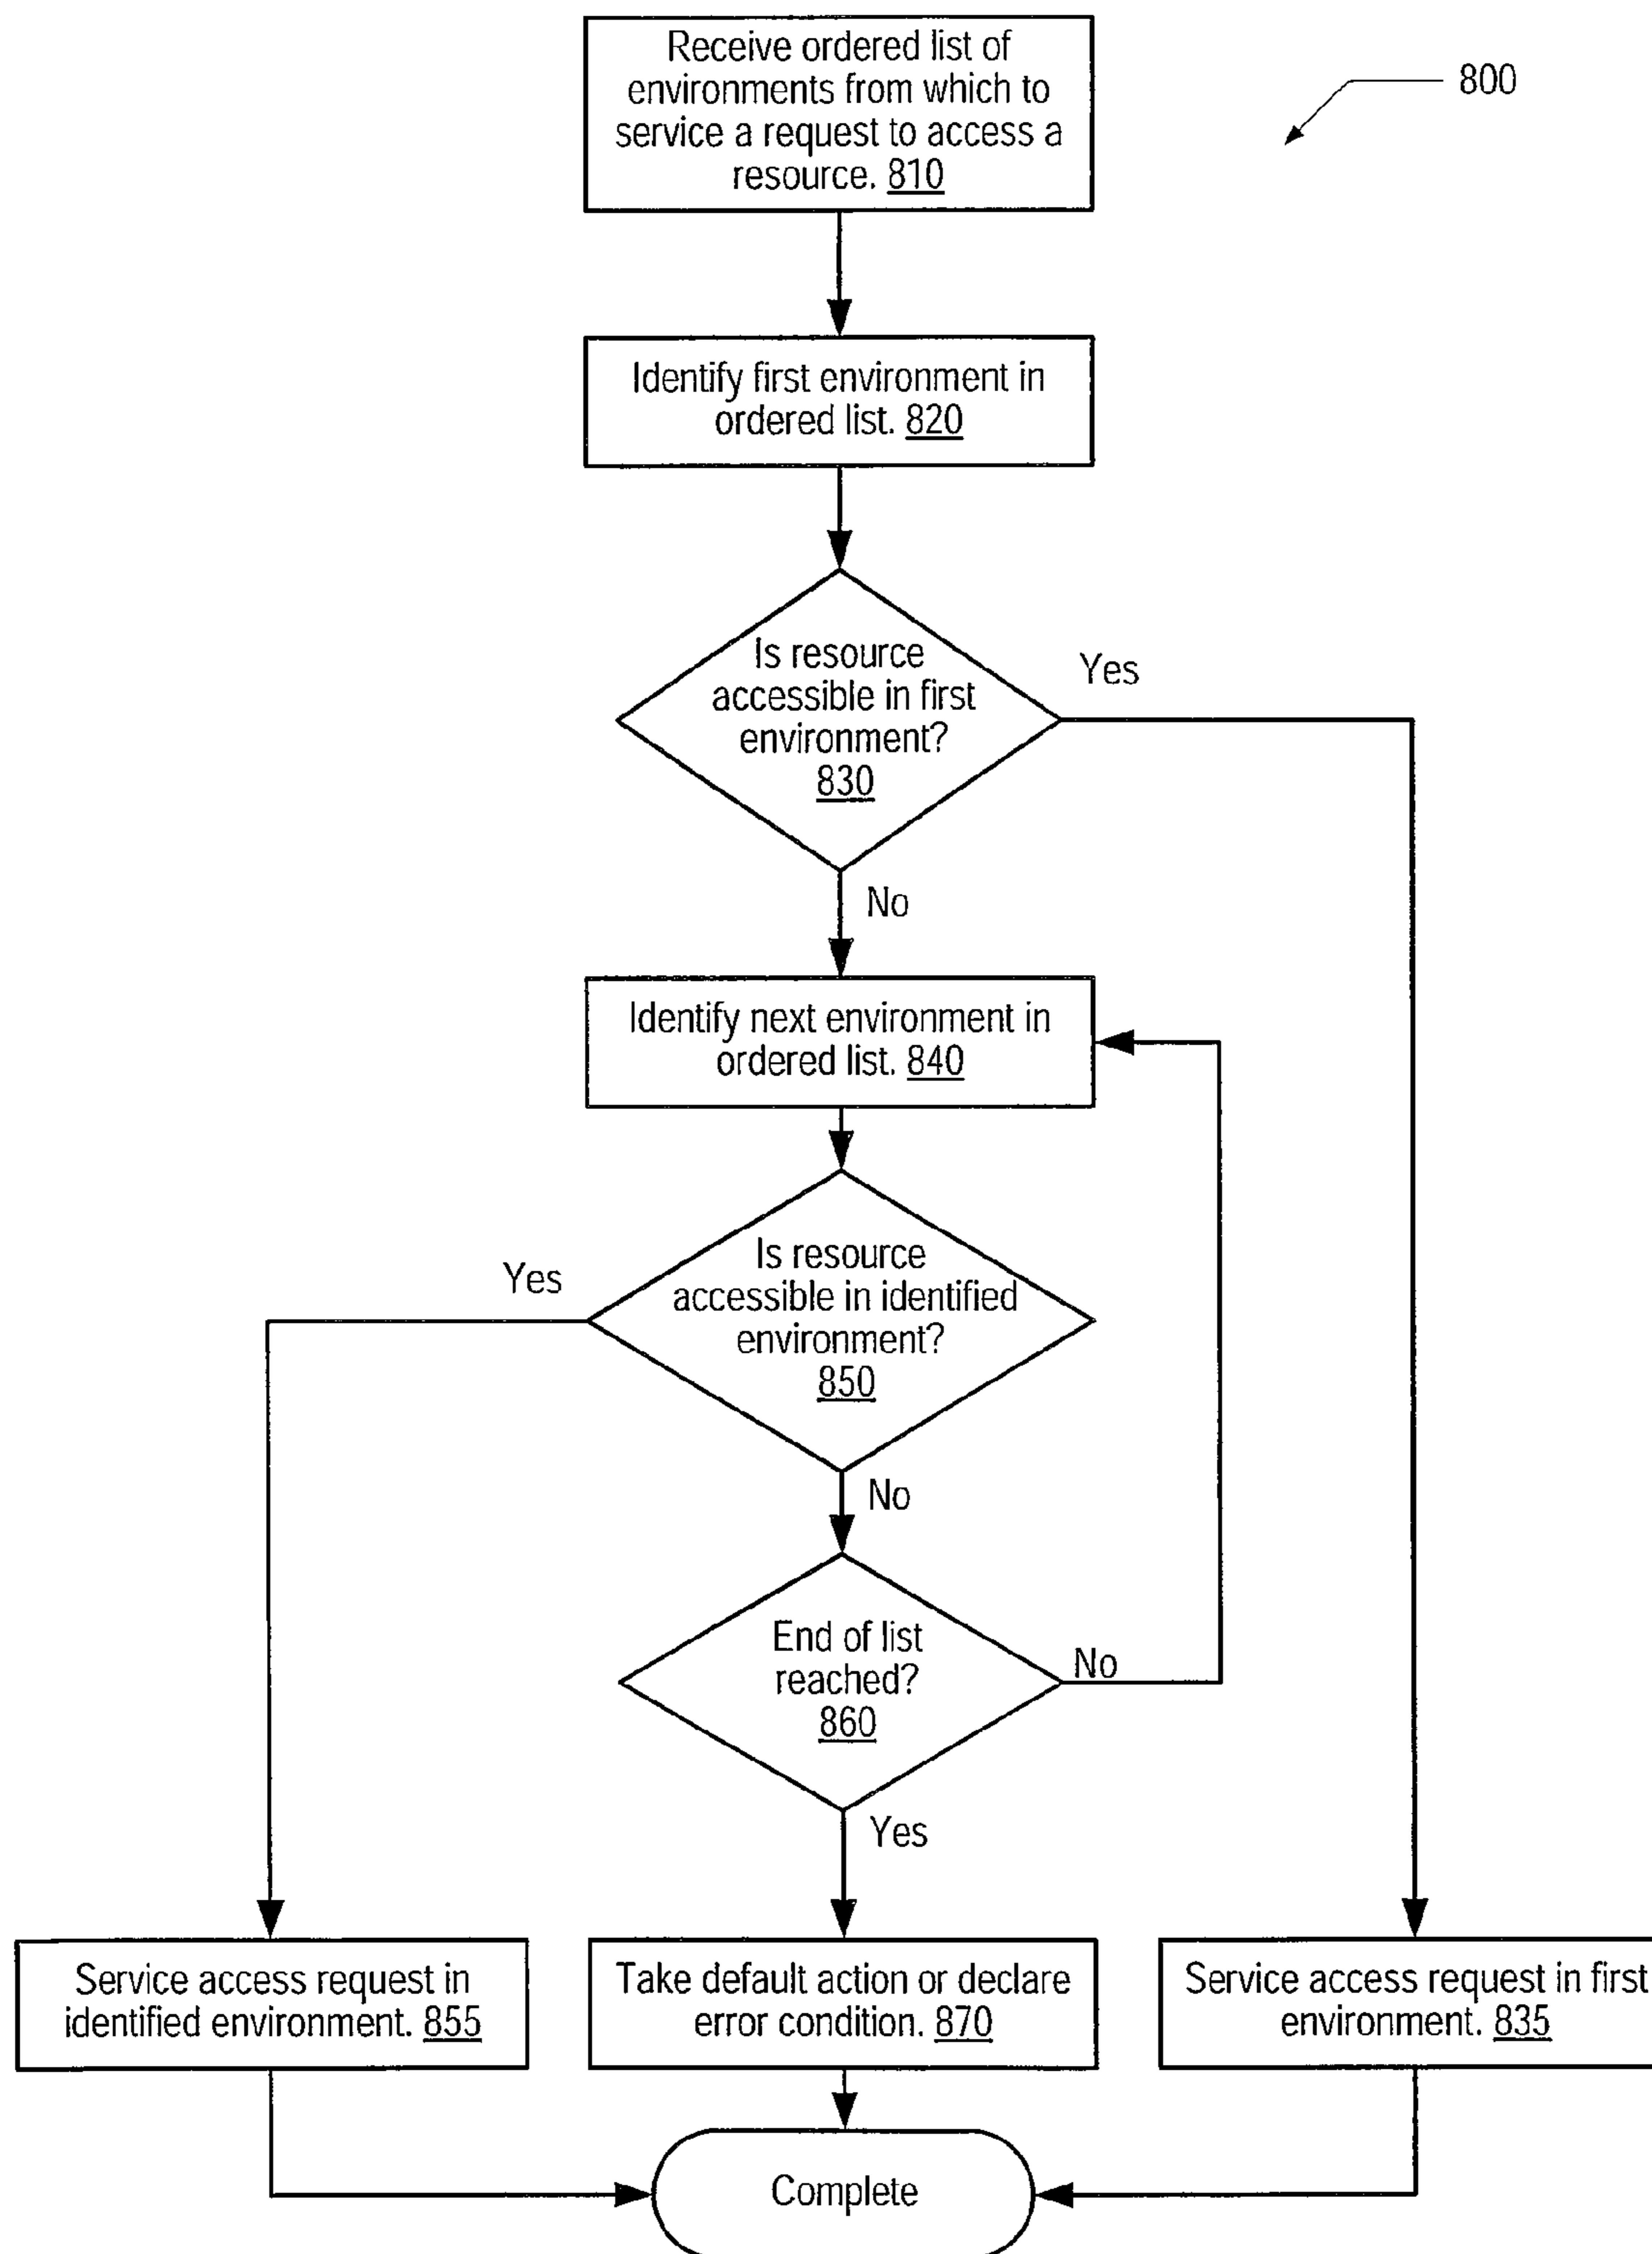 Receive ordered list of
environments from which to
service a request to access a
resource. 810
800
Identify first environment in
ordered list. 820
Is resource
accessible in first
environment?
830
Yes
No
Identify next environment in
ordered list. 840
Is resource
accessible in identified
environment?
850
Yes
No
End of list
reached?
860
No
Yes
Service access request in
identified environment. 855
Take default action or declare
error condition. 870
Service access request in first
environment. 835
Complete